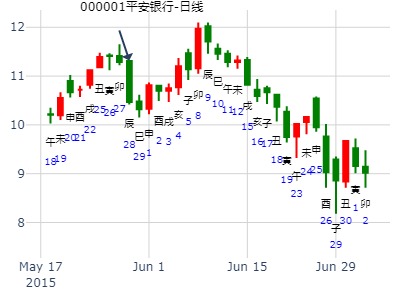 000001平安银行-日线
12
11
10
9
8
午 未 申 酉 戌 丑 寅 卯 辰 巳 申 酉 戌 亥 子 卯 辰 巳 午 未 戌 亥 子 丑 寅 午 未 申 酉 子 丑 寅 卯
18 19 20 21 22 25 26 27 28 29 1 2 3 4 5 8 9 10 11 12 15 16 17 18 19 23 24 25 26 29 30 1 2
May 17 Jun 1 Jun 15 Jun 29
2015